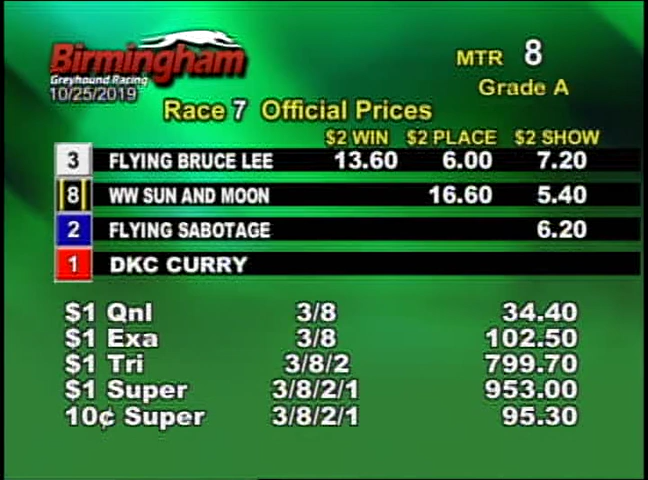 Birmingham
Greyhound Racing
10/25/2019
MTR 8
Grade A
Race 7 Official Prices
$2 WIN $2 PLACE $2 SHOW
3 FLYING BRUCE LEE 13.60 6.00 7.20
8 WW SUN AND MOON 16.60 5.40
2 FLYING SABOTAGE 6.20
1 DKC CURRY
$1 Qnl 3/8 34.40
$1 Exa 3/8 102.50
$1 Tri 3/8/2 799.70
$1 Super 3/8/2/1 953.00
10¢ Super 3/8/2/1 95.30